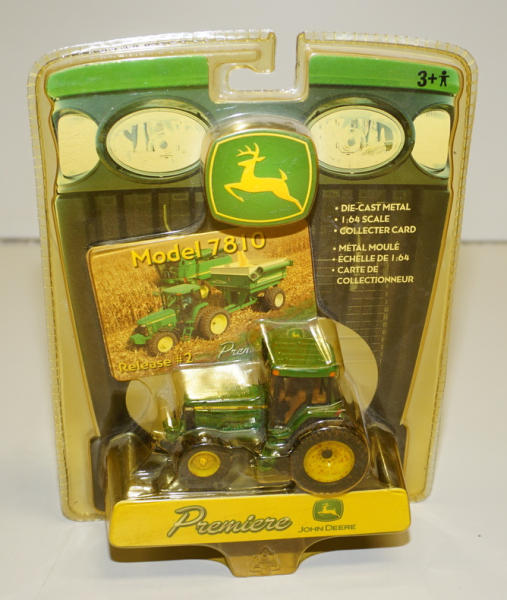 3+
• DIE-CAST METAL
• 1:64 SCALE
• COLLECTER CARD
• MÉTAL MOULÉ
• ÉCHELLE DE 1:64
• CARTE DE
COLLECTIONNEUR
Model 7810
Release #2
Premiere
JOHN DEERE